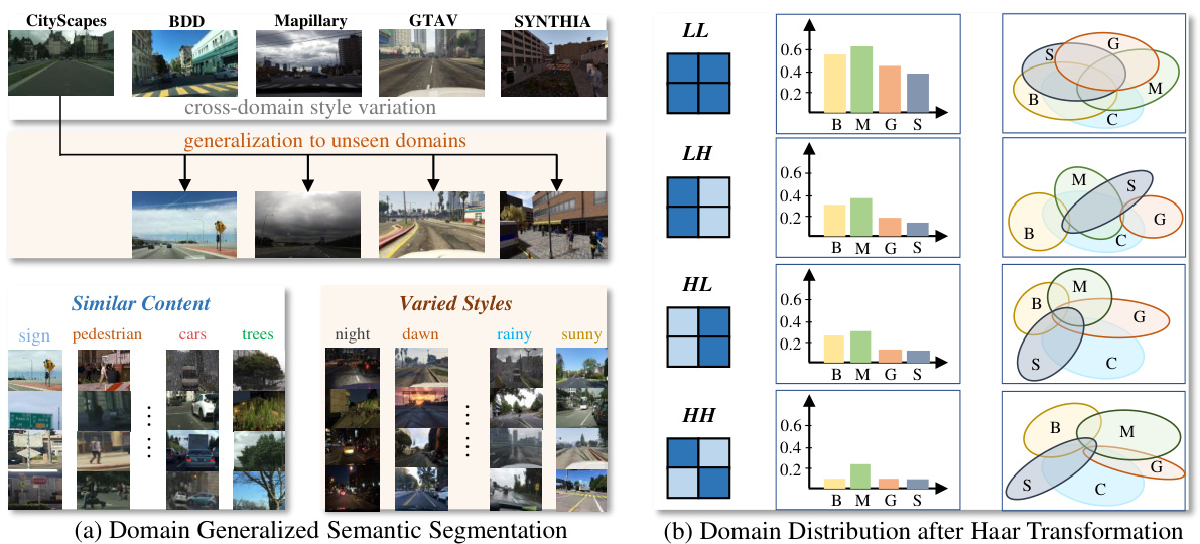 CityScapes BDD Mapillary GTAV SYNTHIA
cross-domain style variation
generalization to unseen domains
Similar Content
sign pedestrian cars trees
Varied Styles
night dawn rainy sunny
(a) Domain Generalized Semantic Segmentation
LL
0.6
0.4
0.2
B M G S
S G M B C
LH
0.6
0.4
0.2
B M G S
M S B G C
HL
0.6
0.4
0.2
B M G S
B M G S C
HH
0.6
0.4
0.2
B M G S
B M G S C
(b) Domain Distribution after Haar Transformation